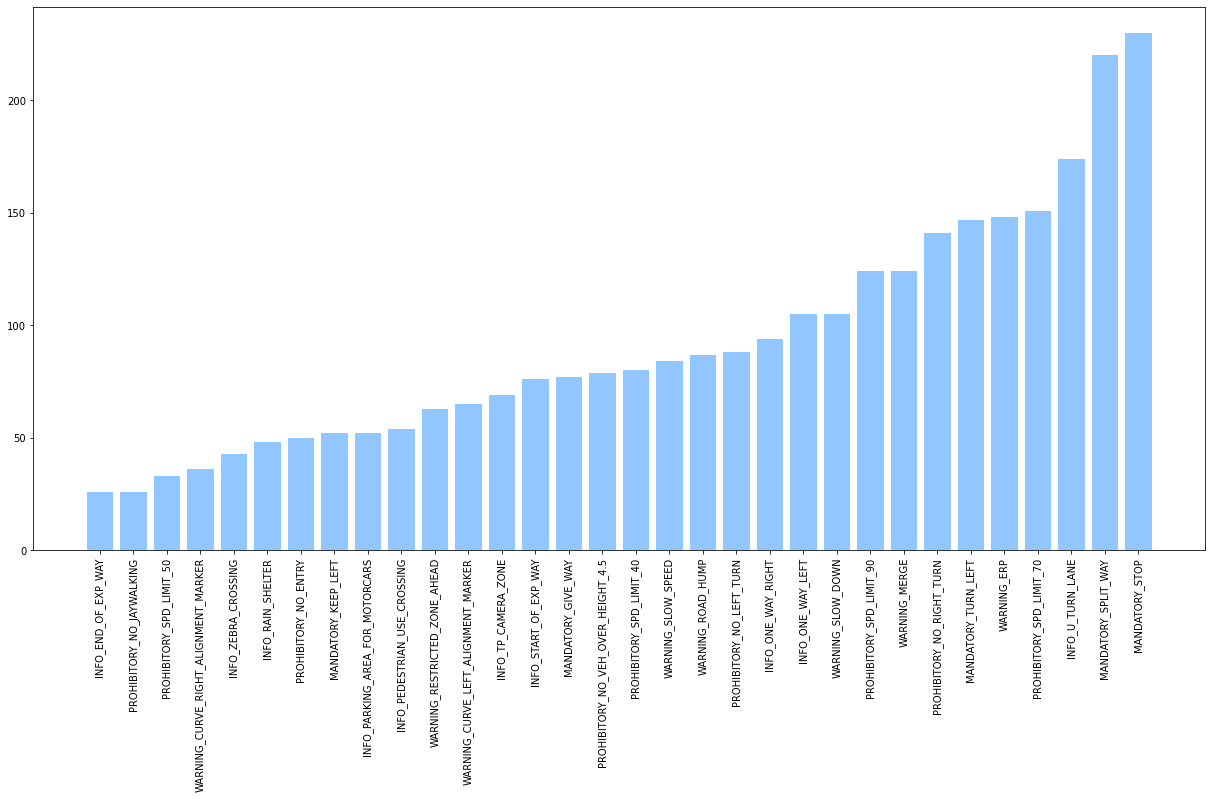 200
150
100
50
0
INFO_END_OF_EXP_WAY
PROHIBITORY_NO_JAYWALKING
PROHIBITORY_SPD_LIMIT_50
WARNING_CURVE_RIGHT_ALIGNMENT_MARKER
INFO_ZEBRA_CROSSING
INFO_RAIN_SHELTER
PROHIBITORY_NO_ENTRY
MANDATORY_KEEP_LEFT
INFO_PARKING_AREA_FOR_MOTORCARS
INFO_PEDESTRIAN_USE_CROSSING
WARNING_RESTRICTED_ZONE_AHEAD
WARNING_CURVE_LEFT_ALIGNMENT_MARKER
INFO_TP_CAMERA_ZONE
INFO_START_OF_EXP_WAY
MANDATORY_GIVE_WAY
PROHIBITORY_NO_VEH_OVER_HEIGHT_4.5
PROHIBITORY_SPD_LIMIT_40
WARNING_SLOW_SPEED
WARNING_ROAD_HUMP
PROHIBITORY_NO_LEFT_TURN
INFO_ONE_WAY_RIGHT
INFO_ONE_WAY_LEFT
WARNING_SLOW_DOWN
PROHIBITORY_SPD_LIMIT_90
WARNING_MERGE
PROHIBITORY_NO_RIGHT_TURN
MANDATORY_TURN_LEFT
WARNING_ERP
PROHIBITORY_SPD_LIMIT_70
INFO_U_TURN_LANE
MANDATORY_SPLIT_WAY
MANDATORY_STOP